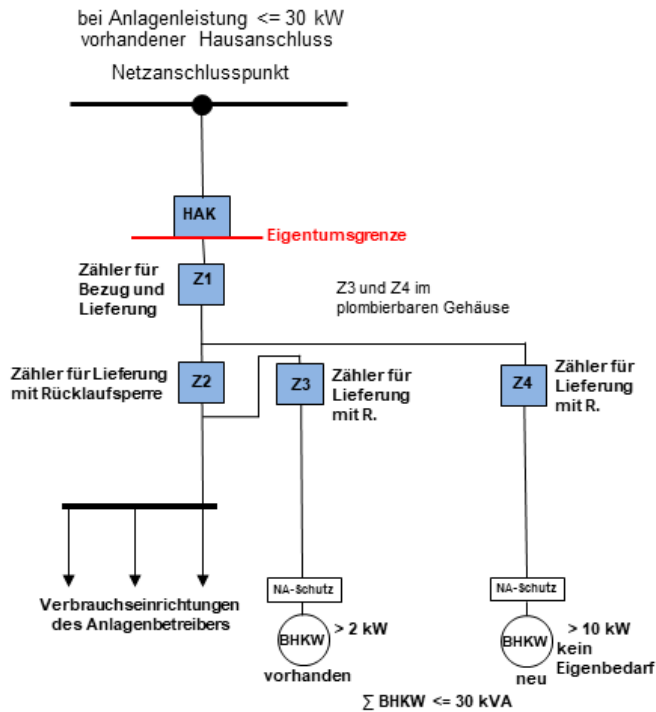 bei Anlagenleistung <= 30 kW
vorhandener Hausanschluss
Netzanschlusspunkt
HAK
Eigentumsgrenze
Zähler für
Bezug und
Lieferung
Z1
Z3 und Z4 im
plombierbaren Gehäuse
Zähler für Lieferung
mit Rücklaufsperre
Z2
Z3
Zähler für
Lieferung
mit R.
Z4
Zähler für
Lieferung
mit R.
NA-Schutz
NA-Schutz
Verbrauchseinrichtungen
des Anlagenbetreibers
BHKW
> 2 kW
vorhanden
BHKW
> 10 kW
kein
Eigenbedarf
neu
∑ BHKW <= 30 kVA